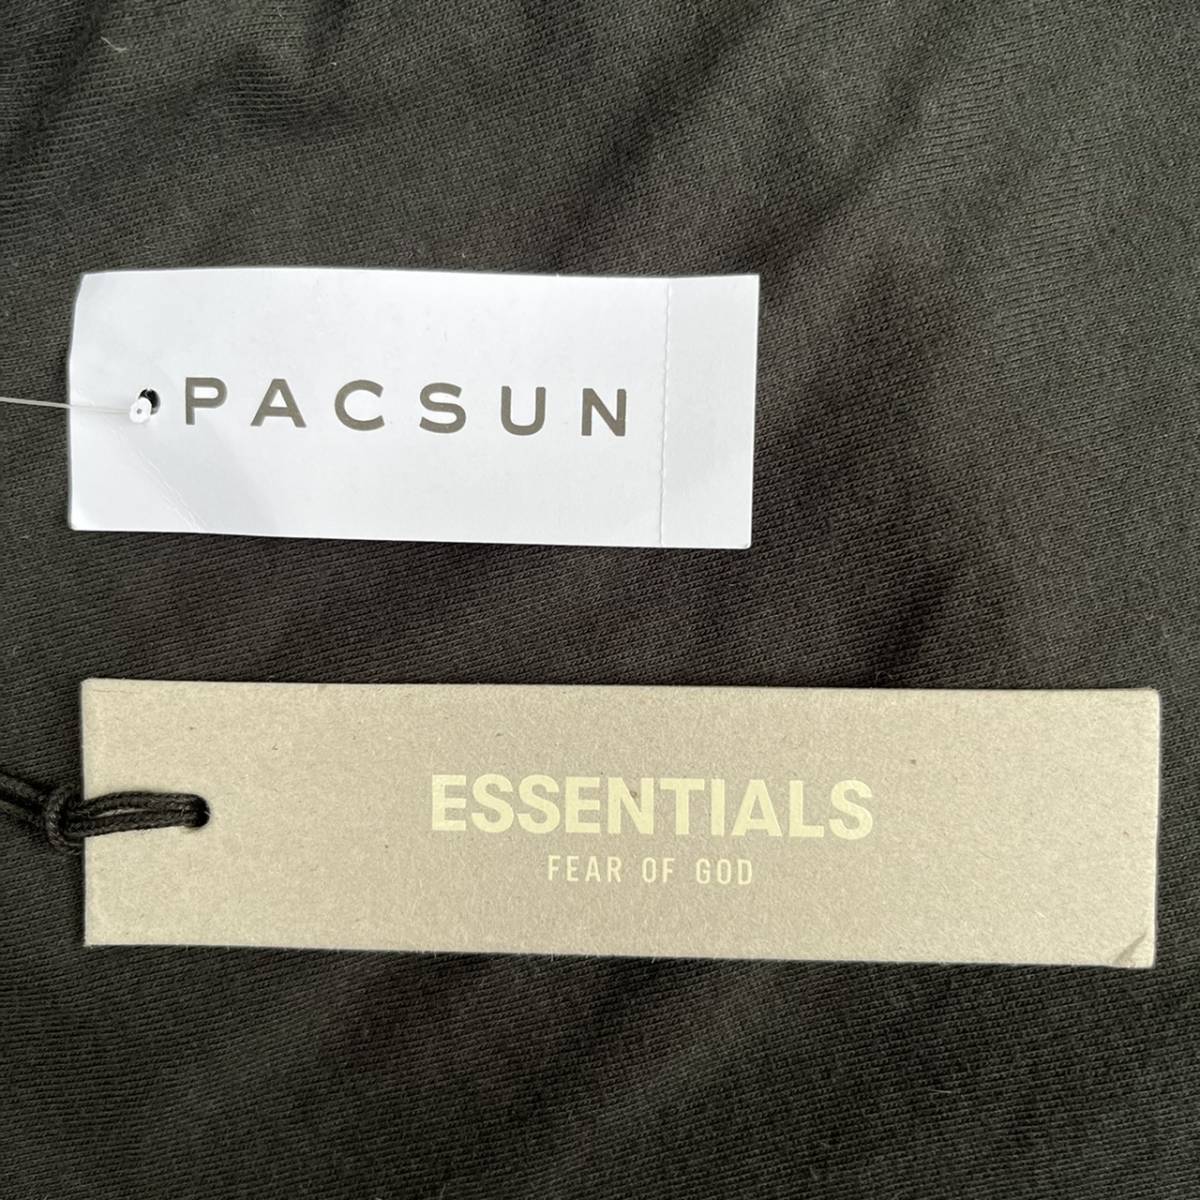 PACSUN
ESSENTIALS
FEAR OF GOD